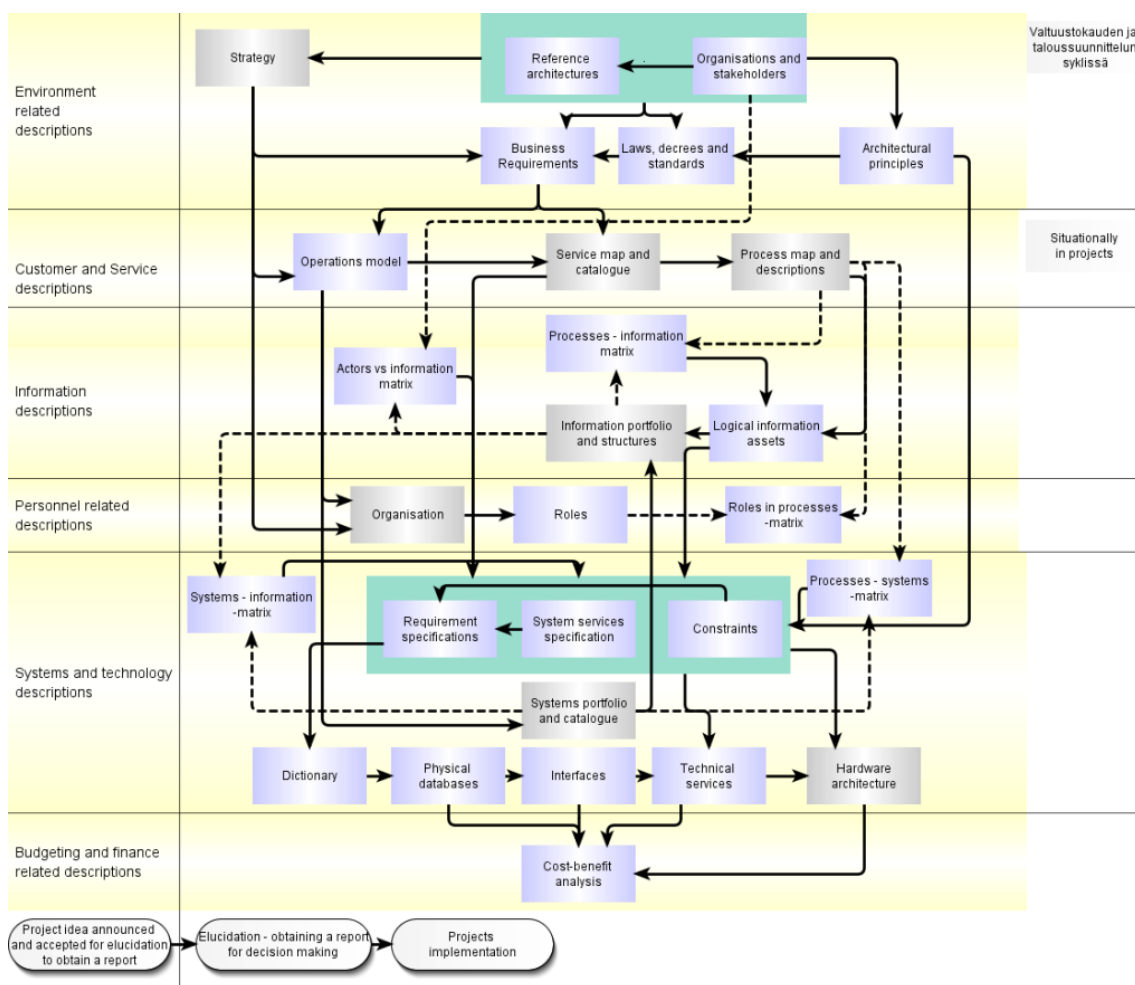 Valtuustokauden ja
taloussuunnittelun
syklissä
Strategy
Reference
architectures
Organisations and
stakeholders
Environment
related
descriptions
Business
Requirements
Laws, decrees and
standards
Architectural
principles
Customer and Service
descriptions
Operations model
Service map and
catalogue
Process map and
descriptions
Situationally
in projects
Information
descriptions
Actors vs information
matrix
Processes - information
matrix
Information portfolio
and structures
Logical information
assets
Personnel related
descriptions
Organisation
Roles
Roles in processes
-matrix
Systems and technology
descriptions
Systems - information
-matrix
Requirement
specifications
System services
specification
Constraints
Processes - systems
-matrix
Systems portfolio
and catalogue
Dictionary
Physical
databases
Interfaces
Technical
services
Hardware
architecture
Budgeting and finance
related descriptions
Cost-benefit
analysis
Project idea announced
and accepted for elucidation
to obtain a report
Elucidation - obtaining a report
for decision making
Projects
implementation